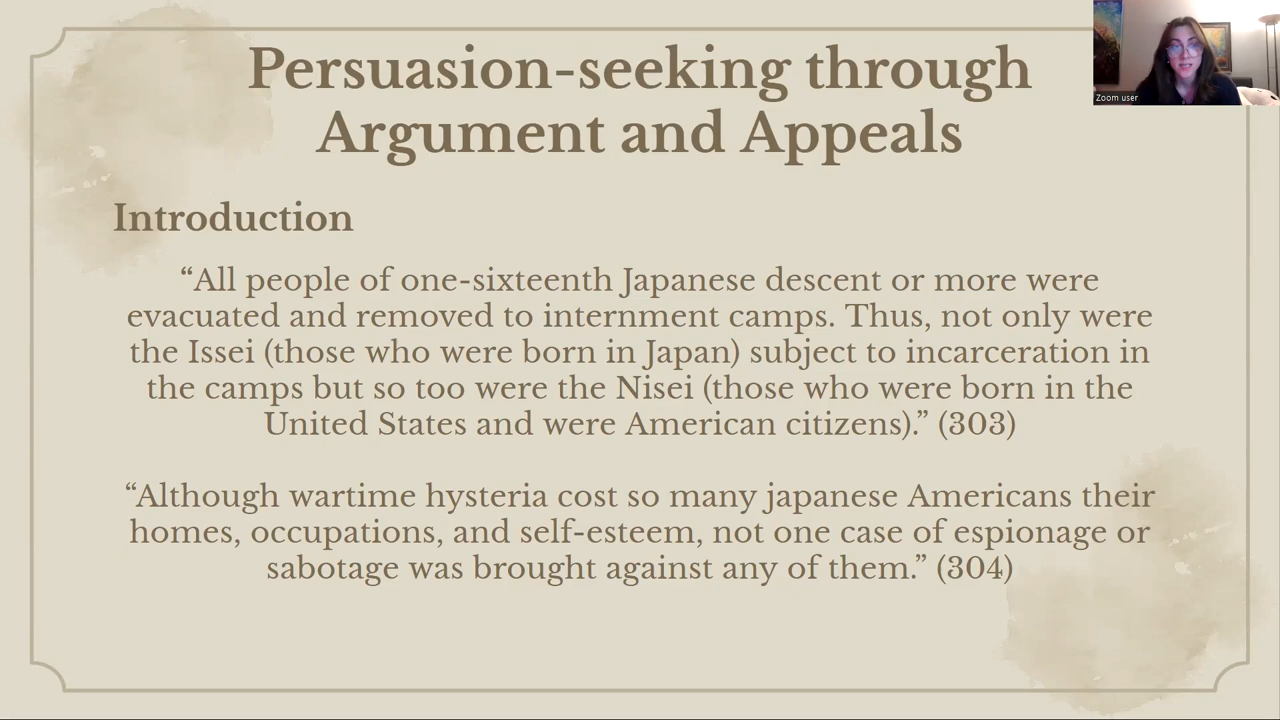 Persuasion-seeking through
Argument and Appeals
Zoom user
Introduction
“All people of one-sixteenth Japanese descent or more were
evacuated and removed to internment camps. Thus, not only were
the Issei (those who were born in Japan) subject to incarceration in
the camps but so too were the Nisei (those who were born in the
United States and were American citizens).” (303)
“Although wartime hysteria cost so many japanese Americans their
homes, occupations, and self-esteem, not one case of espionage or
sabotage was brought against any of them.” (304)